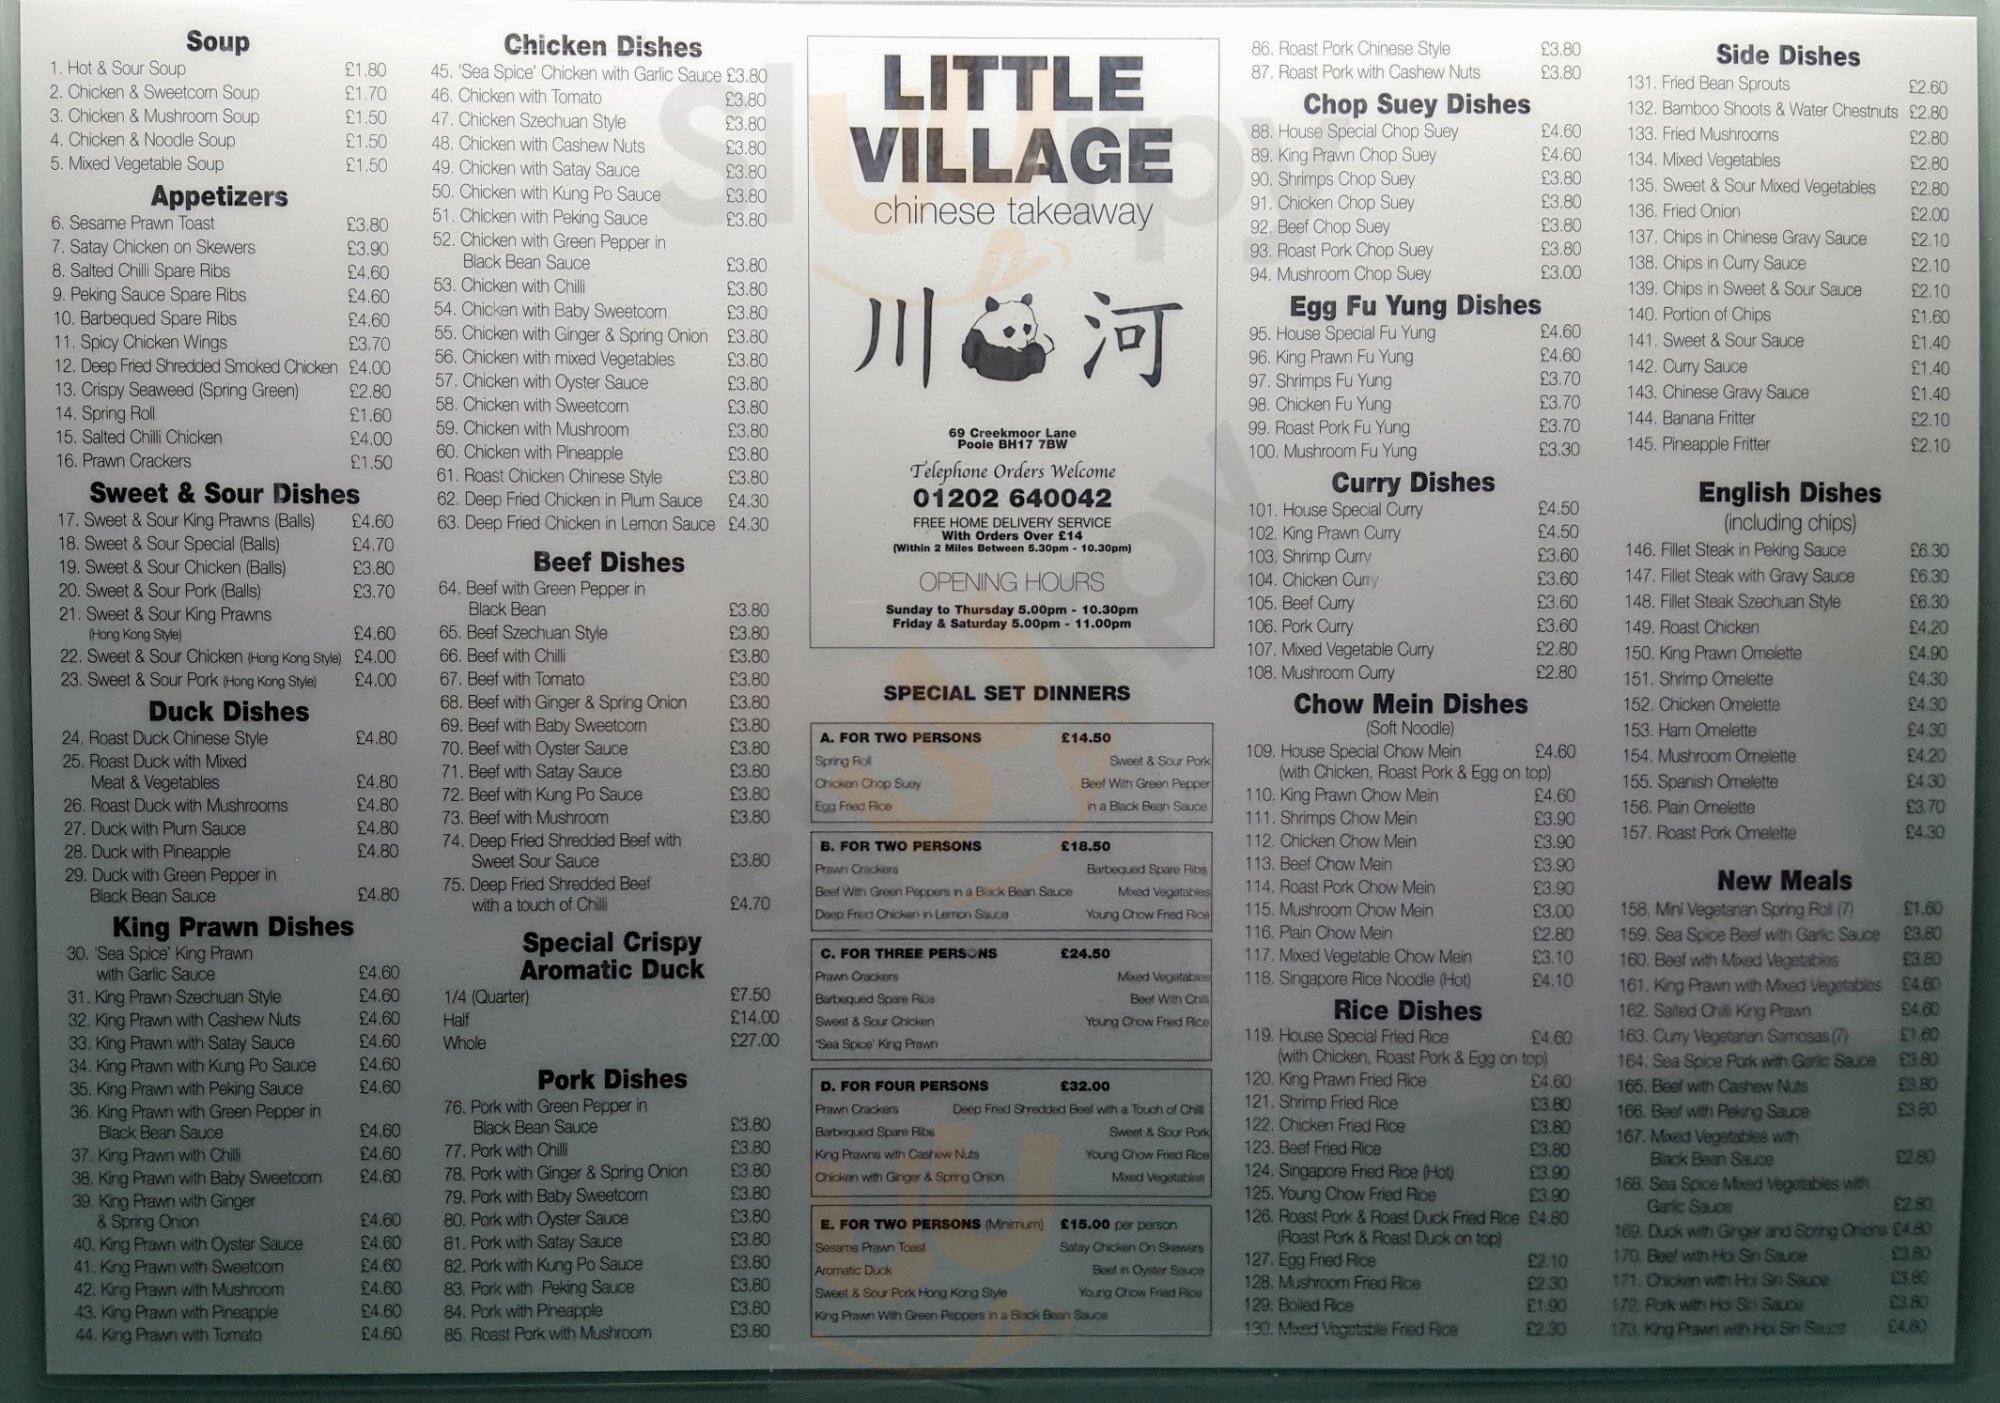 Soup
1. Hot & Sour Soup £1.80
2. Chicken & Sweetcorn Soup £1.70
3. Chicken & Mushroom Soup £1.50
4. Chicken & Noodle Soup £1.50
5. Mixed Vegetable Soup £1.50
Appetizers
6. Sesame Prawn Toast £3.80
7. Satay Chicken on Skewers £3.90
8. Salted Chilli Spare Ribs £4.60
9. Peking Sauce Spare Ribs £4.60
10. Barbequed Spare Ribs £4.60
11. Spicy Chicken Wings £3.70
12. Deep Fried Shredded Smoked Chicken £4.00
13. Crispy Seaweed (Spring Green) £2.80
14. Spring Roll £1.60
15. Salted Chilli Chicken £4.00
16. Prawn Crackers £1.50
Sweet & Sour Dishes
17. Sweet & Sour King Prawns (Balls) £4.60
18. Sweet & Sour Special (Balls) £4.70
19. Sweet & Sour Chicken (Balls) £3.80
20. Sweet & Sour Pork (Balls) £3.70
21. Sweet & Sour King Prawns
(Hong Kong Style) £4.60
22. Sweet & Sour Chicken (Hong Kong Style) £4.00
23. Sweet & Sour Pork (Hong Kong Style) £4.00
Duck Dishes
24. Roast Duck Chinese Style £4.80
25. Roast Duck with Mixed
Meat & Vegetables £4.80
26. Roast Duck with Mushrooms £4.80
27. Duck with Plum Sauce £4.80
28. Duck with Pineapple £4.80
29. Duck with Green Pepper in
Black Bean Sauce £4.80
King Prawn Dishes
30. 'Sea Spice' King Prawn
with Garlic Sauce £4.60
31. King Prawn Szechuan Style £4.60
32. King Prawn with Cashew Nuts £4.60
33. King Prawn with Satay Sauce £4.60
34. King Prawn with Kung Po Sauce £4.60
35. King Prawn with Peking Sauce £4.60
36. King Prawn with Green Pepper in
Black Bean Sauce £4.60
37. King Prawn with Chilli £4.60
38. King Prawn with Baby Sweetcorn £4.60
39. King Prawn with Ginger
& Spring Onion £4.60
40. King Prawn with Oyster Sauce £4.60
41. King Prawn with Sweetcorn £4.60
42. King Prawn with Mushroom £4.60
43. King Prawn with Pineapple £4.60
44. King Prawn with Tomato £4.60
Chicken Dishes
45. 'Sea Spice' Chicken with Garlic Sauce £3.80
46. Chicken with Tomato £3.80
47. Chicken Szechuan Style £3.80
48. Chicken with Cashew Nuts £3.80
49. Chicken with Satay Sauce £3.80
50. Chicken with Kung Po Sauce £3.80
51. Chicken with Peking Sauce £3.80
52. Chicken with Green Pepper in
Black Bean Sauce £3.80
53. Chicken with Chilli £3.80
54. Chicken with Baby Sweetcorn £3.80
55. Chicken with Ginger & Spring Onion £3.80
56. Chicken with mixed Vegetables £3.80
57. Chicken with Oyster Sauce £3.80
58. Chicken with Sweetcorn £3.80
59. Chicken with Mushroom £3.80
60. Chicken with Pineapple £3.80
61. Roast Chicken Chinese Style £3.80
62. Deep Fried Chicken in Plum Sauce £4.30
63. Deep Fried Chicken in Lemon Sauce £4.30
Beef Dishes
64. Beef with Green Pepper in
Black Bean £3.80
65. Beef Szechuan Style £3.80
66. Beef with Chilli £3.80
67. Beef with Tomato £3.80
68. Beef with Ginger & Spring Onion £3.80
69. Beef with Baby Sweetcorn £3.80
70. Beef with Oyster Sauce £3.80
71. Beef with Satay Sauce £3.80
72. Beef with Kung Po Sauce £3.80
73. Beef with Mushroom £3.80
74. Deep Fried Shredded Beef with
Sweet Sour Sauce £3.80
75. Deep Fried Shredded Beef
with a touch of Chilli £4.70
Special Crispy
Aromatic Duck
1/4 (Quarter) £7.50
Half £14.00
Whole £27.00
Pork Dishes
76. Pork with Green Pepper in
Black Bean Sauce £3.80
77. Pork with Chilli £3.80
78. Pork with Ginger & Spring Onion £3.80
79. Pork with Baby Sweetcorn £3.80
80. Pork with Oyster Sauce £3.80
81. Pork with Satay Sauce £3.80
82. Pork with Kung Po Sauce £3.80
83. Pork with Peking Sauce £3.80
84. Pork with Pineapple £3.80
85. Roast Pork with Mushroom £3.80
LITTLE
VILLAGE
chinese takeaway
川 河
69 Creekmoor Lane
Poole BH17 7BW
Telephone Orders Welcome
01202 640042
FREE HOME DELIVERY SERVICE
With Orders Over £14
(Within 2 Miles Between 5.30pm - 10.30pm)
OPENING HOURS
Sunday to Thursday 5.00pm - 10.30pm
Friday & Saturday 5.00pm - 11.00pm
SPECIAL SET DINNERS
A. FOR TWO PERSONS £14.50
Spring Roll Sweet & Sour Pork
Chicken Chop Suey Beef With Green Pepper
Egg Fried Rice in a Black Bean Sauce
B. FOR TWO PERSONS £18.50
Prawn Crackers Barbequed Spare Ribs
Beef With Green Peppers in a Black Bean Sauce Mixed Vegetables
Deep Fried Chicken in Lemon Sauce Young Chow Fried Rice
C. FOR THREE PERSONS £24.50
Prawn Crackers Mixed Vegetables
Barbequed Spare Ribs Beef With Chilli
Sweet & Sour Chicken Young Chow Fried Rice
'Sea Spice' King Prawn
D. FOR FOUR PERSONS £32.00
Prawn Crackers Deep Fried Shredded Beef with a Touch of Chilli
Barbequed Spare Ribs Sweet & Sour Pork
King Prawns with Cashew Nuts Young Chow Fried Rice
Chicken with Ginger & Spring Onion Mixed Vegetables
E. FOR TWO PERSONS (Minimum) £15.00 per person
Sesame Prawn Toast Satay Chicken On Skewers
Aromatic Duck Beef in Oyster Sauce
Sweet & Sour Pork Hong Kong Style Young Chow Fried Rice
King Prawn With Green Peppers in a Black Bean Sauce
86. Roast Pork Chinese Style £3.80
87. Roast Pork with Cashew Nuts £3.80
Chop Suey Dishes
88. House Special Chop Suey £4.60
89. King Prawn Chop Suey £4.60
90. Shrimps Chop Suey £3.80
91. Chicken Chop Suey £3.80
92. Beef Chop Suey £3.80
93. Roast Pork Chop Suey £3.80
94. Mushroom Chop Suey £3.00
Egg Fu Yung Dishes
95. House Special Fu Yung £4.60
96. King Prawn Fu Yung £4.60
97. Shrimps Fu Yung £3.70
98. Chicken Fu Yung £3.70
99. Roast Pork Fu Yung £3.70
100. Mushroom Fu Yung £3.30
Curry Dishes
101. House Special Curry £4.50
102. King Prawn Curry £4.50
103. Shrimp Curry £3.60
104. Chicken Curry £3.60
105. Beef Curry £3.60
106. Pork Curry £3.60
107. Mixed Vegetable Curry £2.80
108. Mushroom Curry £2.80
Chow Mein Dishes
(Soft Noodle)
109. House Special Chow Mein £4.60
(with Chicken, Roast Pork & Egg on top)
110. King Prawn Chow Mein £4.60
111. Shrimps Chow Mein £3.90
112. Chicken Chow Mein £3.90
113. Beef Chow Mein £3.90
114. Roast Pork Chow Mein £3.90
115. Mushroom Chow Mein £3.00
116. Plain Chow Mein £2.80
117. Mixed Vegetable Chow Mein £3.10
118. Singapore Rice Noodle (Hot) £4.10
Rice Dishes
119. House Special Fried Rice £4.60
(with Chicken, Roast Pork & Egg on top)
120. King Prawn Fried Rice £4.60
121. Shrimp Fried Rice £3.80
122. Chicken Fried Rice £3.80
123. Beef Fried Rice £3.80
124. Singapore Fried Rice (Hot) £3.90
125. Young Chow Fried Rice £3.90
126. Roast Pork & Roast Duck Fried Rice £4.80
(Roast Pork & Roast Duck on top)
127. Egg Fried Rice £2.10
128. Mushroom Fried Rice £2.30
129. Boiled Rice £1.90
130. Mixed Vegetable Fried Rice £2.30
Side Dishes
131. Fried Bean Sprouts £2.60
132. Bamboo Shoots & Water Chestnuts £2.80
133. Fried Mushrooms £2.80
134. Mixed Vegetables £2.80
135. Sweet & Sour Mixed Vegetables £2.80
136. Fried Onion £2.00
137. Chips in Chinese Gravy Sauce £2.10
138. Chips in Curry Sauce £2.10
139. Chips in Sweet & Sour Sauce £2.10
140. Portion of Chips £1.60
141. Sweet & Sour Sauce £1.40
142. Curry Sauce £1.40
143. Chinese Gravy Sauce £1.40
144. Banana Fritter £2.10
145. Pineapple Fritter £2.10
English Dishes
(including chips)
146. Fillet Steak in Peking Sauce £6.30
147. Fillet Steak with Gravy Sauce £6.30
148. Fillet Steak Szechuan Style £6.30
149. Roast Chicken £4.20
150. King Prawn Omelette £4.90
151. Shrimp Omelette £4.30
152. Chicken Omelette £4.30
153. Ham Omelette £4.30
154. Mushroom Omelette £4.20
155. Spanish Omelette £4.30
156. Plain Omelette £3.70
157. Roast Pork Omelette £4.30
New Meals
158. Mini Vegetarian Spring Roll (7) £1.60
159. Sea Spice Beef with Garlic Sauce £3.80
160. Beef with Mixed Vegetables £3.80
161. King Prawn with Mixed Vegetables £4.60
162. Salted Chilli King Prawn £4.60
163. Curry Vegetarian Samosas (7) £1.60
164. Sea Spice Pork with Garlic Sauce £3.80
165. Beef with Cashew Nuts £3.80
166. Beef with Peking Sauce £3.80
167. Mixed Vegetables with
Black Bean Sauce £2.80
168. Sea Spice Mixed Vegetables with
Garlic Sauce £2.80
169. Duck with Ginger and Spring Onions £4.80
170. Beef with Hoi Sin Sauce £3.80
171. Chicken with Hoi Sin Sauce £3.80
172. Pork with Hoi Sin Sauce £3.80
173. King Prawn with Hoi Sin Sauce £4.60